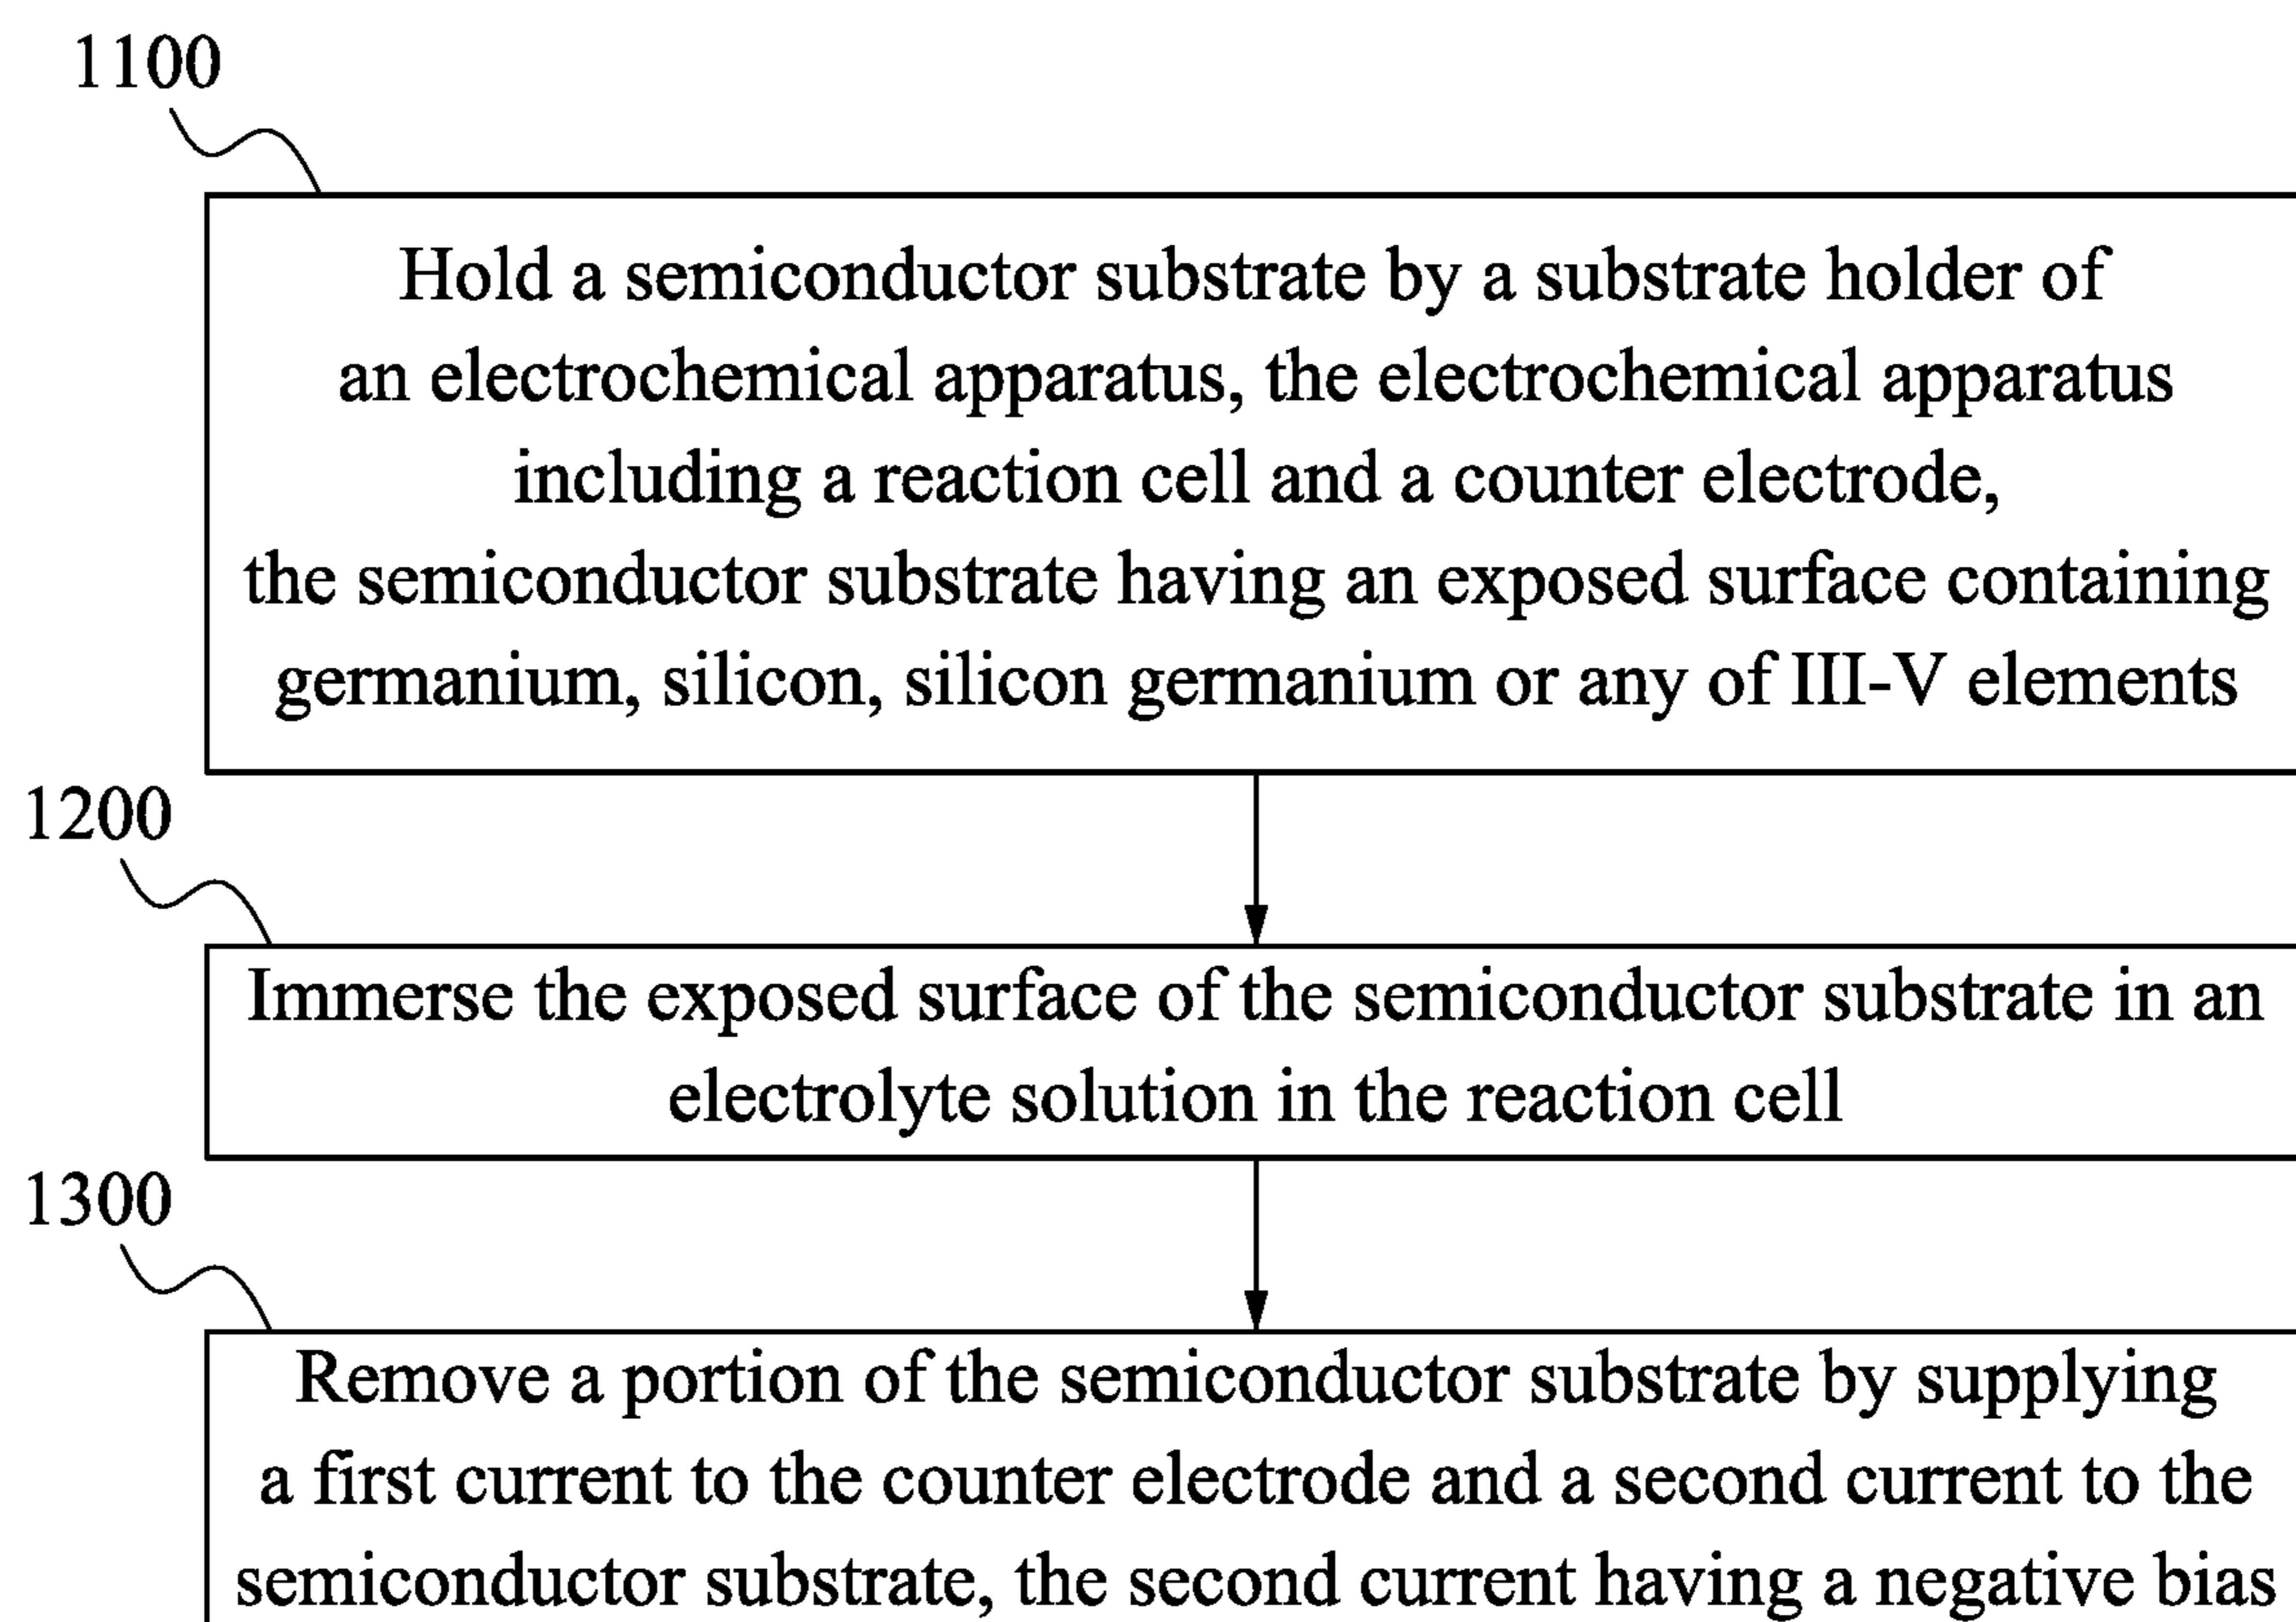 1100
Hold a semiconductor substrate by a substrate holder of
an electrochemical apparatus, the electrochemical apparatus
including a reaction cell and a counter electrode,
the semiconductor substrate having an exposed surface containing
germanium, silicon, silicon germanium or any of III-V elements
1200
Immerse the exposed surface of the semiconductor substrate in an
electrolyte solution in the reaction cell
1300
Remove a portion of the semiconductor substrate by supplying
a first current to the counter electrode and a second current to the
semiconductor substrate, the second current having a negative bias